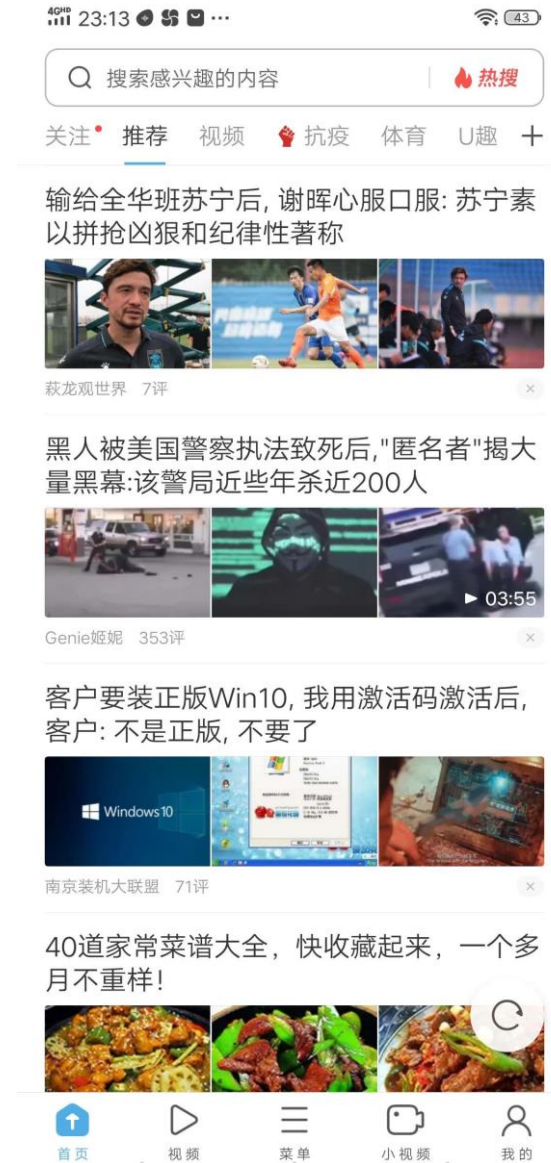 4GHD 23:13 ··· 43
搜索感兴趣的内容 热搜
关注 推荐 视频 抗疫 体育 U趣
输给全华班苏宁后, 谢晖心服口服: 苏宁素
以拼抢凶狠和纪律性著称
萩龙观世界 7评
黑人被美国警察执法致死后,"匿名者"揭大
量黑幕:该警局近些年杀近200人
03:55
Genie姬妮 353评
客户要装正版Win10, 我用激活码激活后,
客户: 不是正版, 不要了
Windows 10
南京装机大联盟 71评
40道家常菜谱大全，快收藏起来，一个多
月不重样！
首页 视频 菜单 小视频 我的